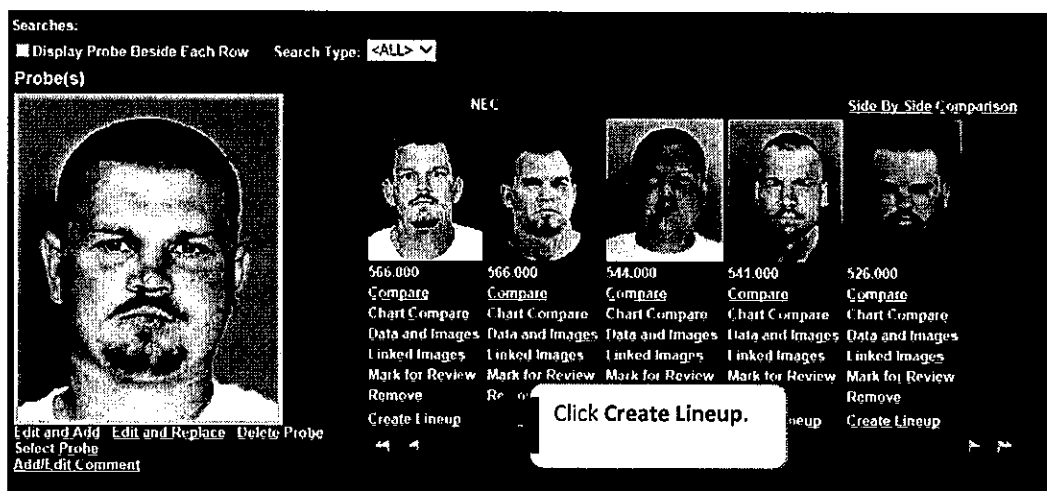 Searches:
Display Probe Beside Each Row Search Type: <ALL>
Probe(s)
NEC Side By Side Comparison
566.000 566.000 544.000 541.000 526.000
Compare Compare Compare Compare Compare
Chart Compare Chart Compare Chart Compare Chart Compare Chart Compare
Data and Images Data and Images Data and Images Data and Images Data and Images
Linked Images Linked Images Linked Images Linked Images Linked Images
Mark for Review Mark for Review Mark for Review Mark for Review Mark for Review
Remove Remove
Create Lineup Create Lineup
Click Create Lineup.
Edit and Add Edit and Replace Delete Probe
Select Probe
Add/Edit Comment